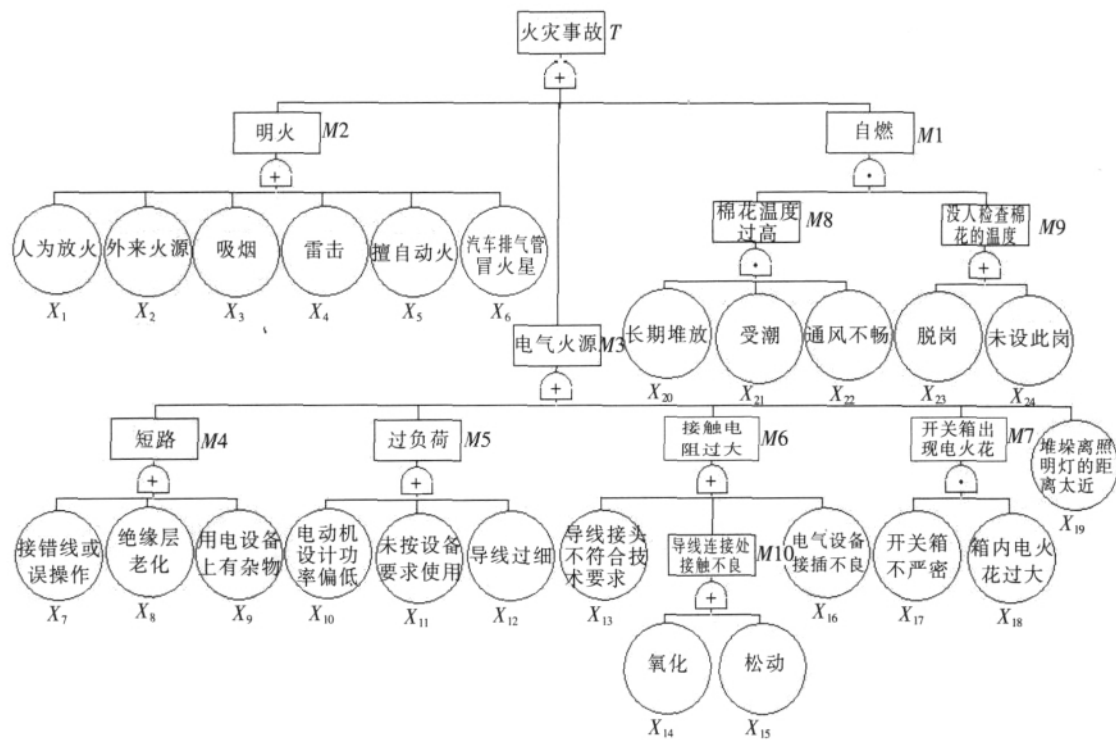 火灾事故 T
+
明火 M2
自燃 M1
+
·
棉花温度
过高
M8
没人检查棉
花的温度
M9
·
+
人为放火
X1
外来火源
X2
吸烟
X3
雷击
X4
擅自动火
X5
汽车排气管
冒火星
X6
长期堆放
X20
受潮
X21
通风不畅
X22
脱岗
X23
未设此岗
X24
电气火源 M3
+
短路 M4
过负荷 M5
接触电
阻过大
M6
开关箱出
现电火花
M7
堆垛离照
明灯的距
离太近
X19
+
+
+
·
接错线或
误操作
X7
绝缘层
老化
X8
用电设备
上有杂物
X9
电动机
设计功
率偏低
X10
未按设备
要求使用
X11
导线过细
X12
导线接头
不符合技
术要求
X13
导线连接处
接触不良
M10
电气设备
接插不良
X16
开关箱
不严密
X17
箱内电火
花过大
X18
+
氧化
X14
松动
X15